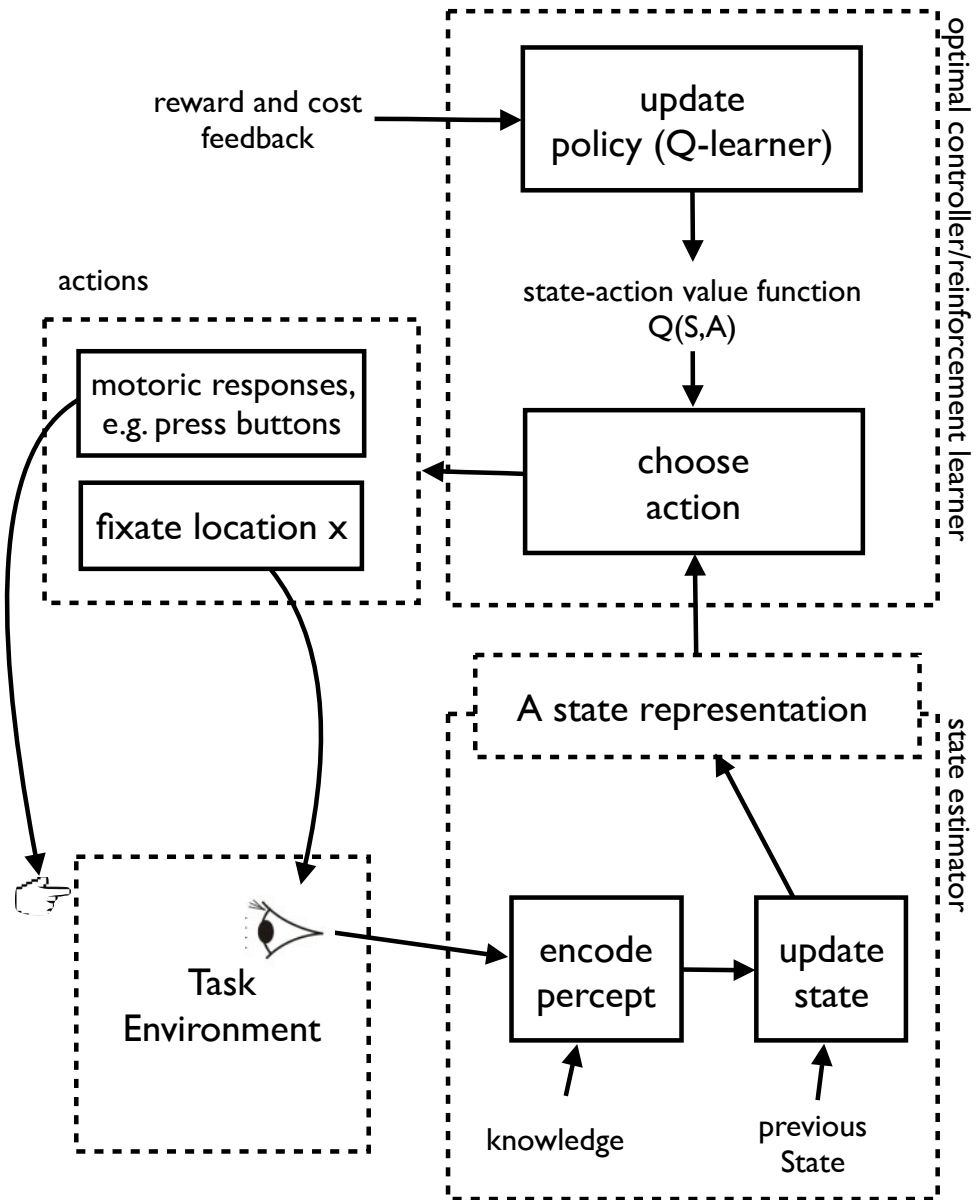 reward and cost
feedback
update
policy (Q-learner)
optimal controller/reinforcement learner
state-action value function
Q(S,A)
actions
motoric responses,
e.g. press buttons
fixate location x
choose
action
A state representation
state estimator
Task
Environment
encode
percept
update
state
knowledge
previous
State